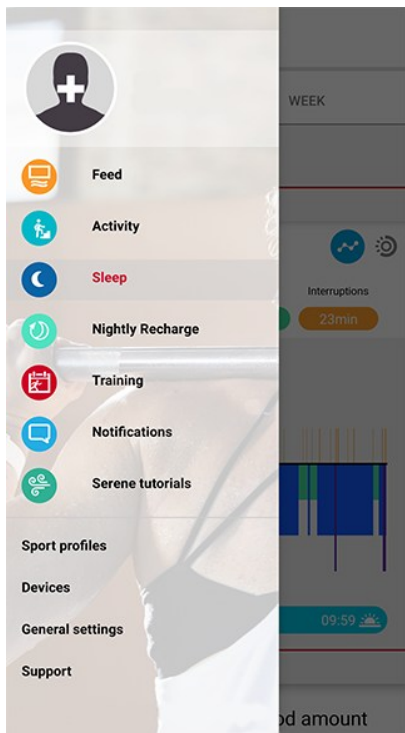 WEEK
Feed
Activity
Sleep
Interruptions
23min
Nightly Recharge
Training
Notifications
Serene tutorials
Sport profiles
Devices
General settings
09:59
Support
amount